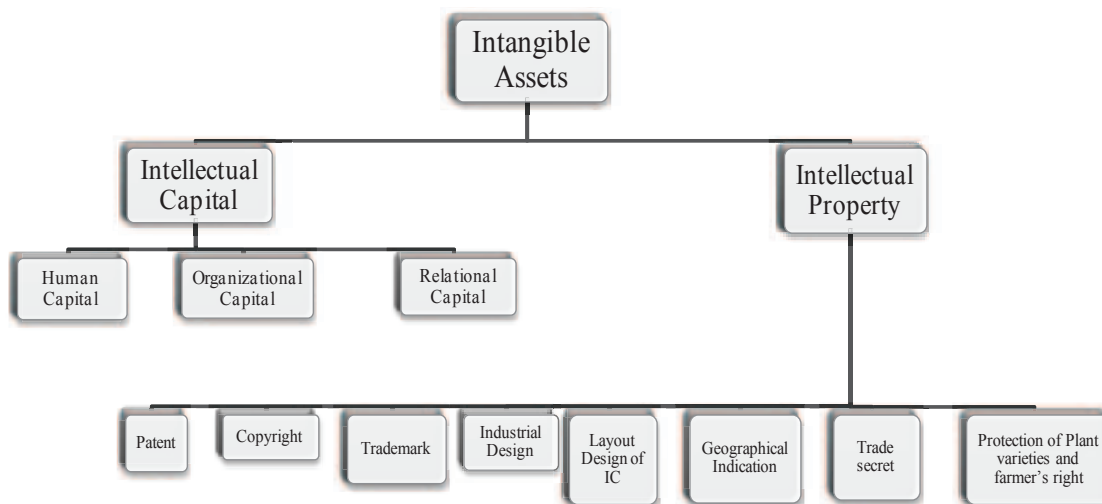 Intangible
Assets
Intellectual
Capital
Intellectual
Property
Human
Capital
Organizational
Capital
Relational
Capital
Patent
Copyright
Trademark
Industrial
Design
Layout
Design of
IC
Geographical
Indication
Trade
secret
Protection of Plant
varieties and
farmer's right